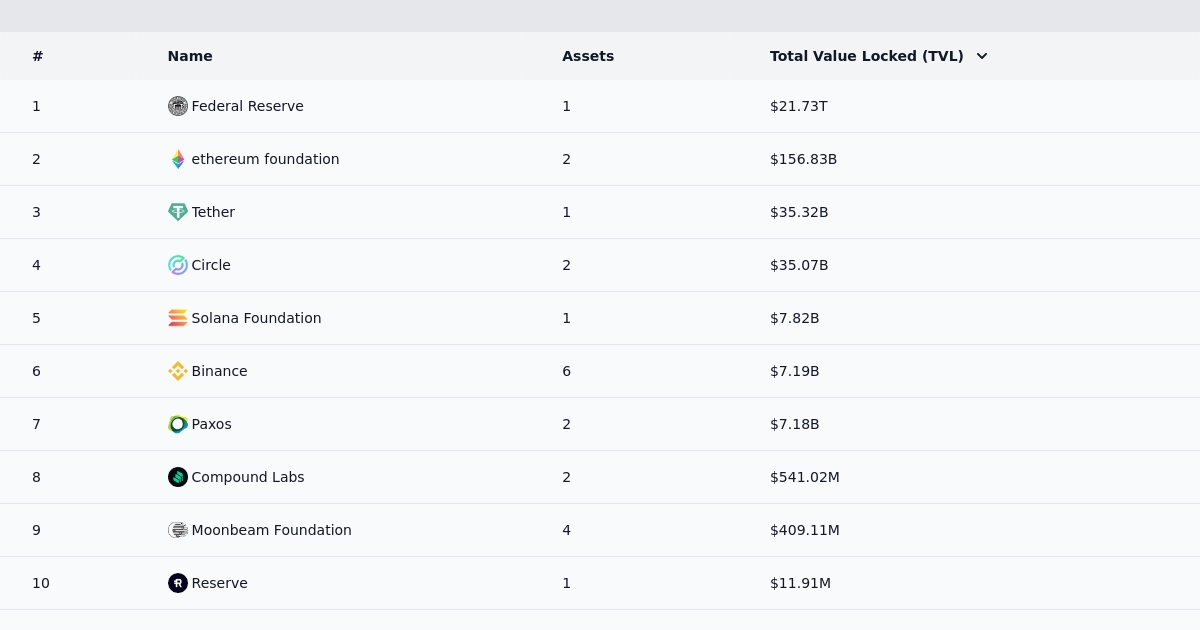 # Name Assets Total Value Locked (TVL)
1 Federal Reserve 1 $21.73T
2 ethereum foundation 2 $156.83B
3 Tether 1 $35.32B
4 Circle 2 $35.07B
5 Solana Foundation 1 $7.82B
6 Binance 6 $7.19B
7 Paxos 2 $7.18B
8 Compound Labs 2 $541.02M
9 Moonbeam Foundation 4 $409.11M
10 Reserve 1 $11.91M